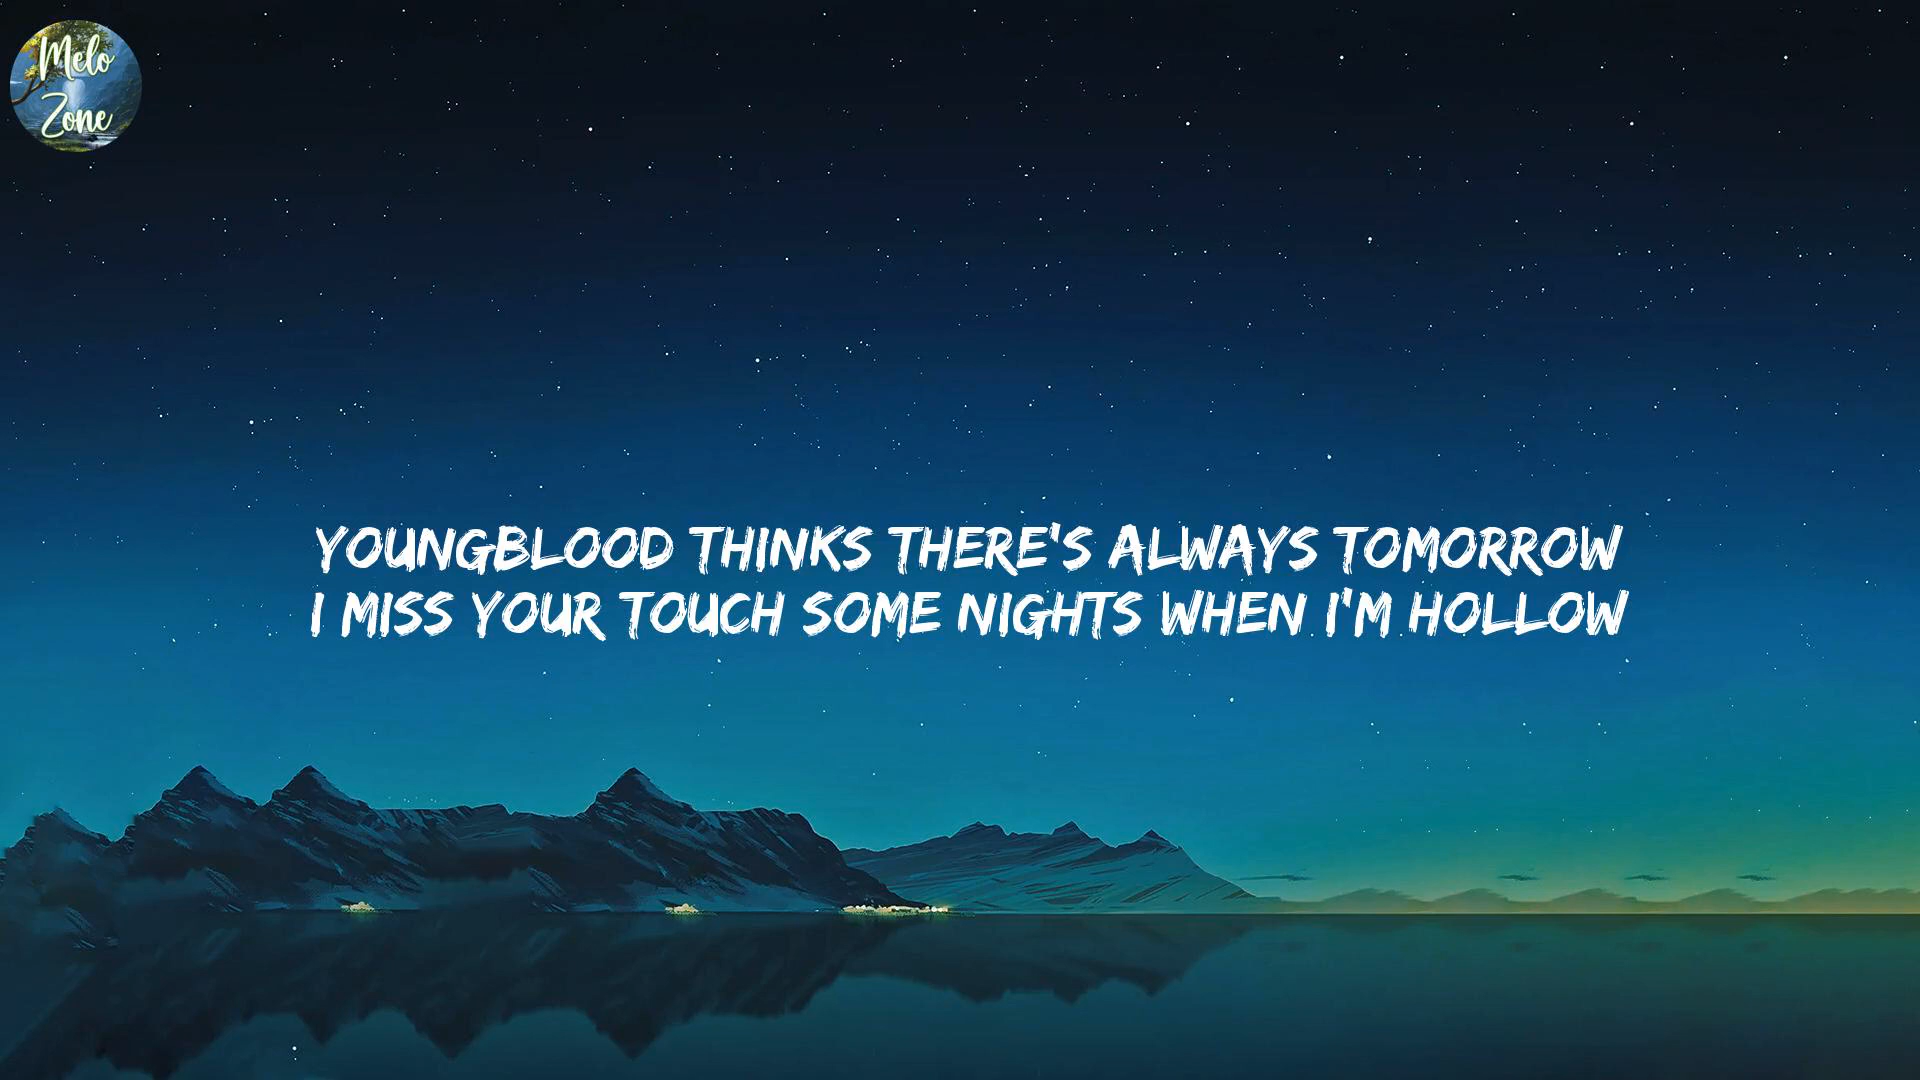 Melo
Zone
YOUNGBLOOD THINKS THERE'S ALWAYS TOMORROW
I MISS YOUR TOUCH SOME NIGHTS WHEN I'M HOLLOW